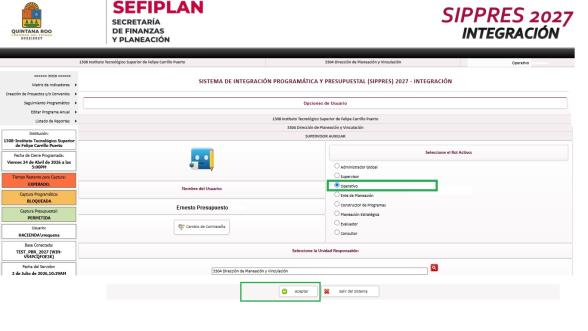 QUINTANA ROO
SEFIPLAN
SECRETARÍA
DE FINANZAS
Y PLANEACIÓN
SIPPRES 2027
INTEGRACIÓN
1308 Instituto Tecnológico Superior de Felipe Carrillo Puerto
3304 Dirección de Planeación y Vinculación
Operativo
====== Inicio ======
Matriz de Indicadores
Creación de Proyectos y/o Convenios
Seguimiento Programático
Editar Programa Anual
Listado de Reportes
Institución:
1308-Instituto Tecnológico Superior
de Felipe Carrillo Puerto
Fecha de Cierre Programada:
Viernes 24 de Abril de 2026 a las
5:00PM
Tiempo Restante para Captura:
EXPIRADO.
Captura Programática:
BLOQUEADA
Captura Presupuestal:
PERMITIDA
Usuario:
Base Conectada:
TEST_PBR_2027 [WIN-
Fecha del Servidor:
2 de Julio de 2026,10:29AM
SISTEMA DE INTEGRACIÓN PROGRAMÁTICA Y PRESUPUESTAL (SIPPRES) 2027 - INTEGRACIÓN
Opciones de Usuario
1308 Instituto Tecnológico Superior de Felipe Carrillo Puerto
3304 Dirección de Planeación y Vinculación
SUPERVISOR AUXILIAR
Nombre del Usuario
Ernesto Presupuesto
Cambio de Contraseña
Seleccione el Rol Activo
Administrador Global
Supervisor
Operativo
Ente de Planeación
Constructor de Programas
Planeación Estratégica
Evaluador
Consultor
Seleccione la Unidad Responsable:
3304 Dirección de Planeación y Vinculación
Aceptar
Salir del Sistema